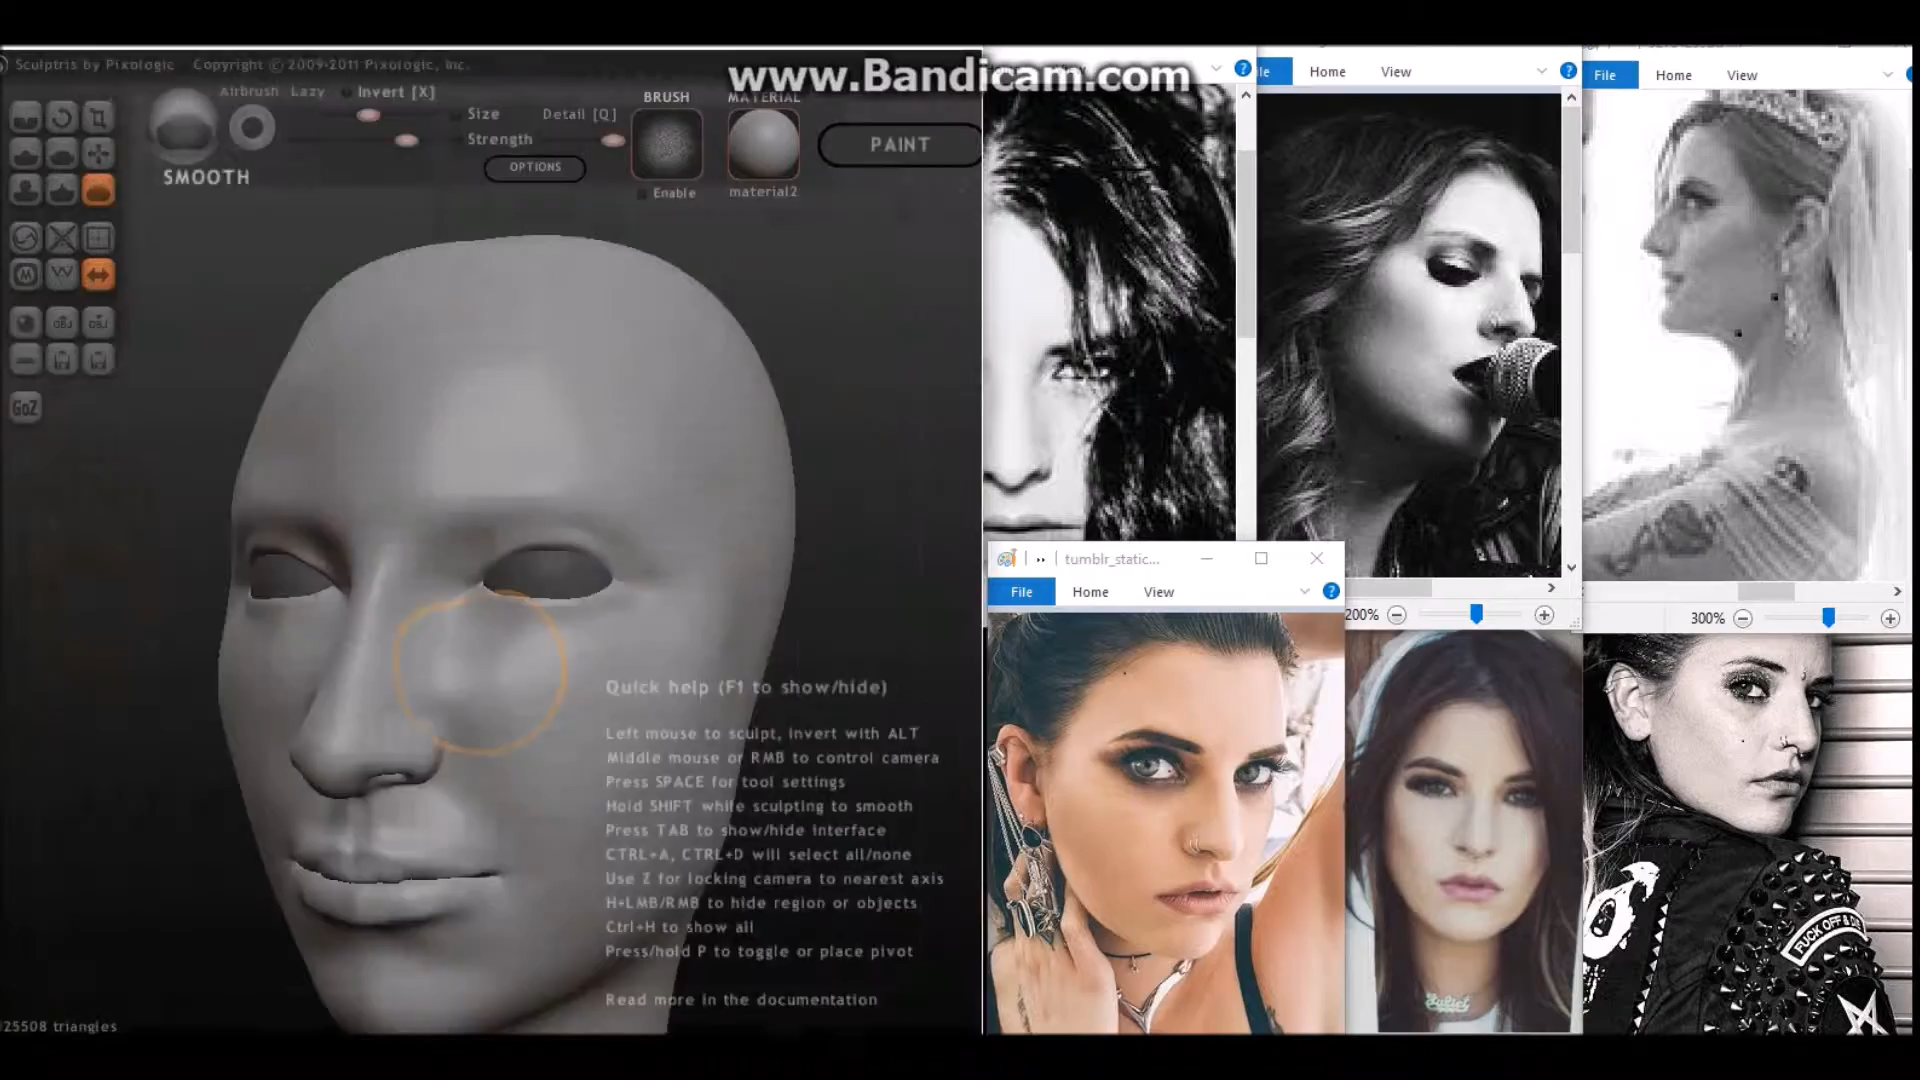 www.Bandicam.com
Sculptris by Pixologic Copyright © 2009-2011 Pixologic, Inc.
Airbrush Lazy Invert [X]
Size Detail [Q]
Strength
OPTIONS
SMOOTH
BRUSH
Enable
MATERIAL
material2
PAINT
GoZ
OBJ OBJ
Quick help (F1 to show/hide)
Left mouse to sculpt, invert with ALT
Middle mouse or RMB to control camera
Press SPACE for tool settings
Hold SHIFT while sculpting to smooth
Press TAB to show/hide interface
CTRL+A, CTRL+D will select all/none
Use Z for locking camera to nearest axis
H+LMB/RMB to hide region or objects
Ctrl+H to show all
Press/hold P to toggle or place pivot
Read more in the documentation
25508 triangles
Home View
File Home View
200%
300%
tumblr_static...
File Home View
Juliet
FUCK OFF &